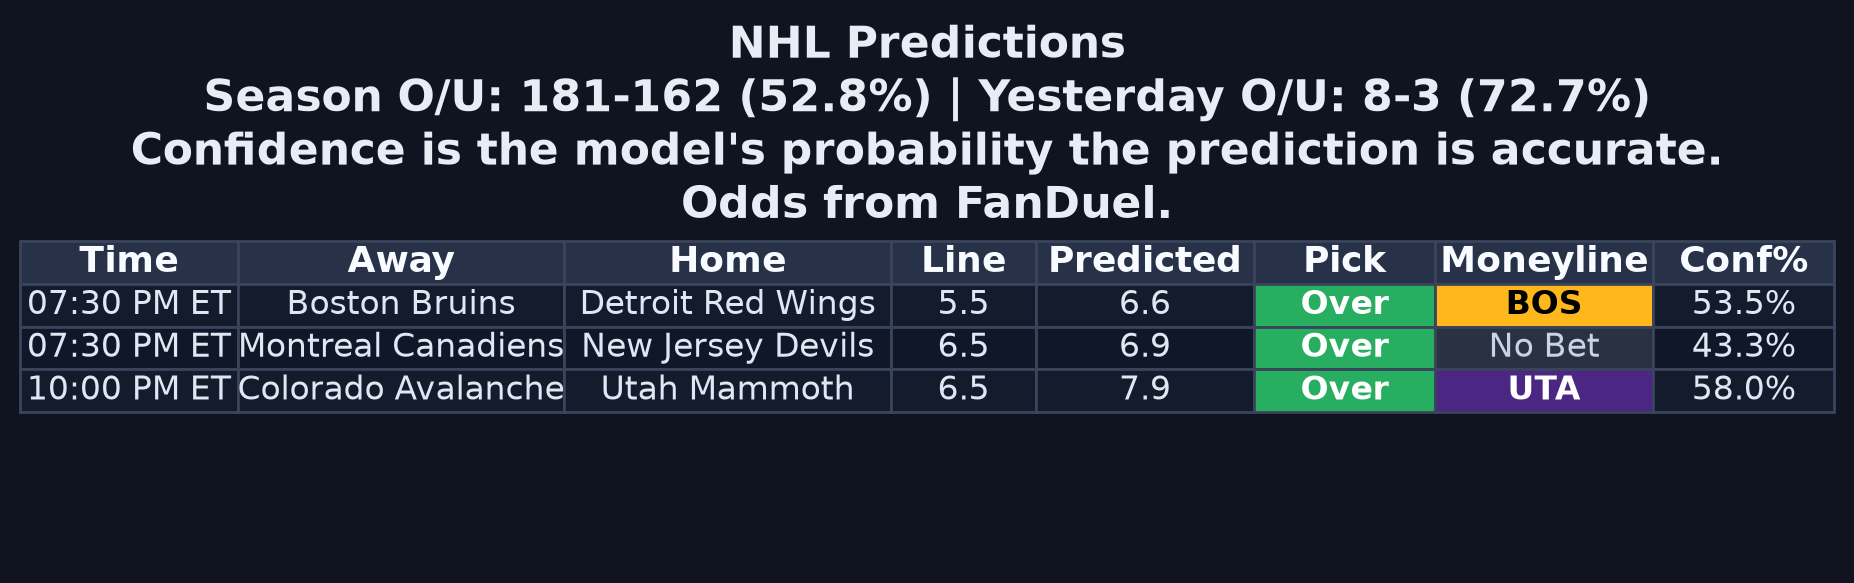 NHL Predictions
Season O/U: 181-162 (52.8%) | Yesterday O/U: 8-3 (72.7%)
Confidence is the model's probability the prediction is accurate.
Odds from FanDuel.
Time Away Home Line Predicted Pick Moneyline Conf%
07:30 PM ET Boston Bruins Detroit Red Wings 5.5 6.6 Over BOS 53.5%
07:30 PM ET Montreal Canadiens New Jersey Devils 6.5 6.9 Over No Bet 43.3%
10:00 PM ET Colorado Avalanche Utah Mammoth 6.5 7.9 Over UTA 58.0%